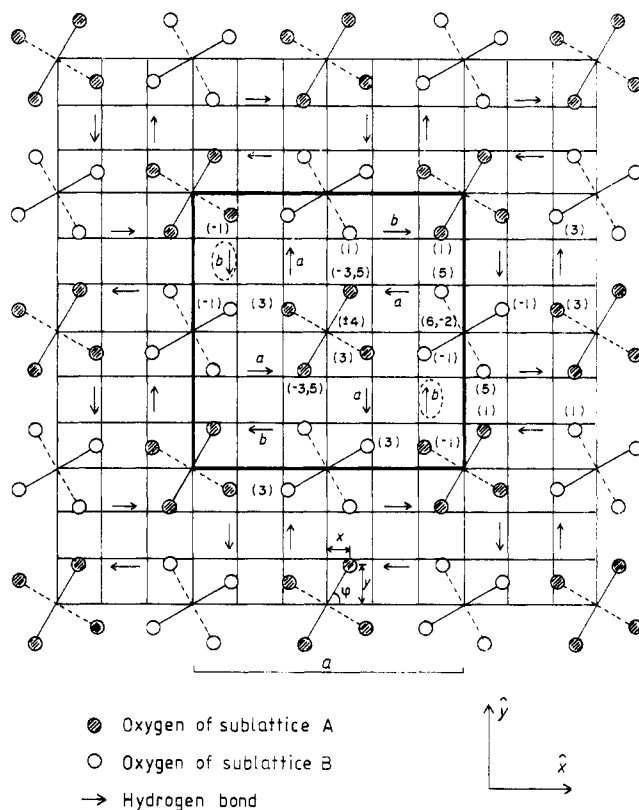 (-1) b (3)
b a (1) (1)
(-3,5) (5)
a
(-1) (3) (±4) (6,-2) (-1) (3)
(3) (-1)
a
(-3,5) a b (5)
(1) (1)
b
(3) (-1)
(3)
x
y
φ
a
Oxygen of sublattice A
Oxygen of sublattice B
Hydrogen bond
ŷ
x̂